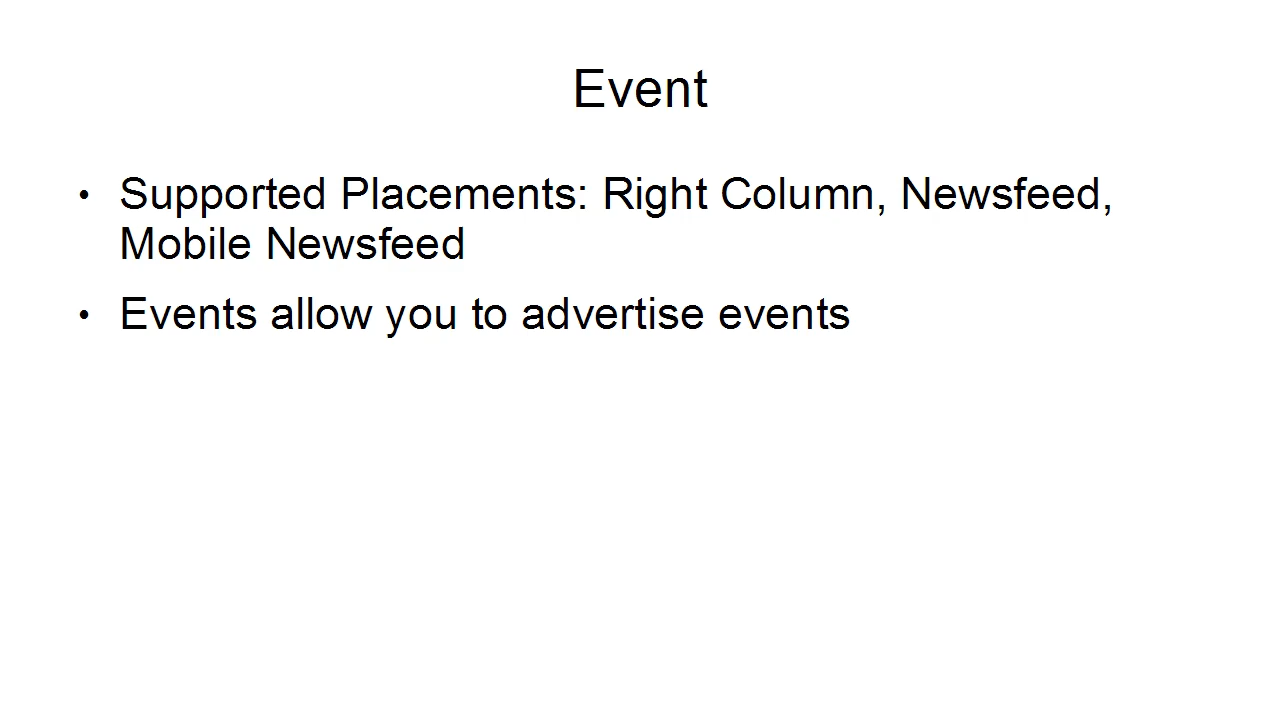 Event
• Supported Placements: Right Column, Newsfeed,
Mobile Newsfeed
• Events allow you to advertise events